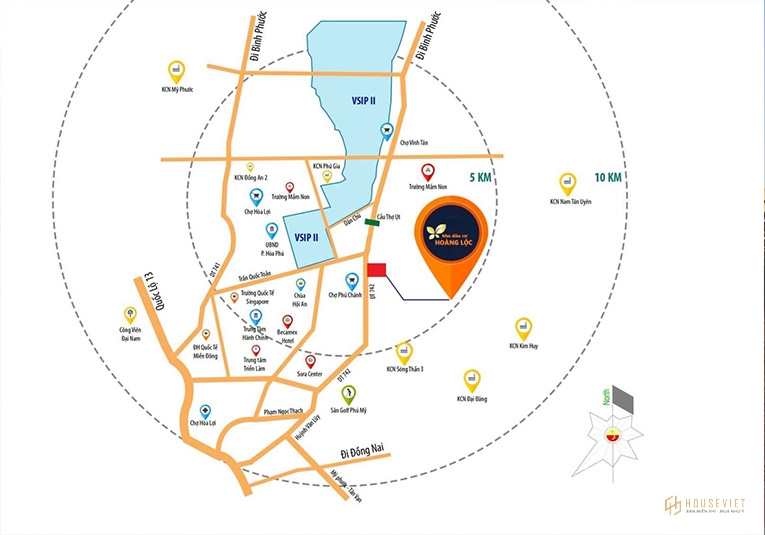 Đi Bình Phước
Đi Bình Phước
KCN Mỹ Phước
VSIP II
Chợ Vĩnh Tân
KCN Đồng An 2
KCN Phú Gia
Trường Mầm Non
Trường Mầm Non
5 KM
10 KM
KCN Nam Tân Uyên
Chợ Hòa Lợi
UBND
P. Hòa Phú
VSIP II
Dân Chủ
Cầu Thợ Ụt
Khu dân cư
HOÀNG LỘC
DT 741
Trần Quốc Toản
Quốc Lộ 13
Trường Quốc Tế
Singapore
Chùa
Hội An
Chợ Phú Chánh
DT 742
Công Viên
Đại Nam
ĐH Quốc Tế
Miền Đông
Trung Tâm
Hành Chính
Becamex
Hotel
KCN Kim Huy
Trung tâm
Triển Lãm
Sora Center
DT 742
KCN Sóng Thần 3
KCN Đại Đăng
Chợ Hòa Lợi
Phạm Ngọc Thạch
Huỳnh Văn Lũy
Sân Golf Phú Mỹ
North
Đi Đồng Nai
Mỹ phước - Tân Vạn
HOUSEVIET
BÁN MIỄN PHÍ - MUA NHƯ Ý